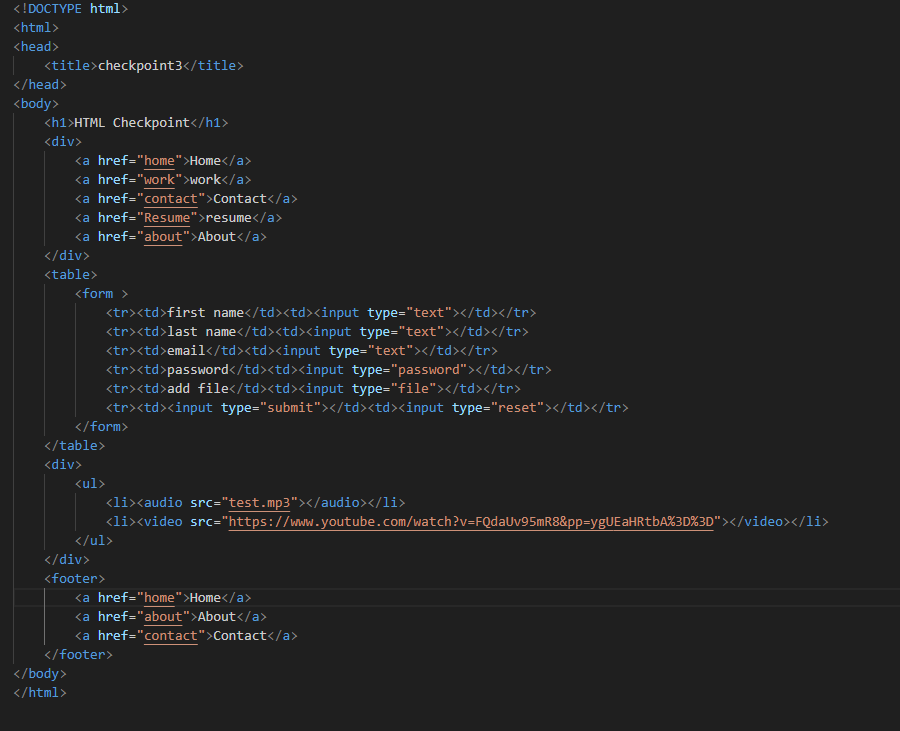 <!DOCTYPE html>
<html>
<head>
    <title>checkpoint3</title>
</head>
<body>
    <h1>HTML Checkpoint</h1>
    <div>
        <a href="home">Home</a>
        <a href="work">work</a>
        <a href="contact">Contact</a>
        <a href="Resume">resume</a>
        <a href="about">About</a>
    </div>
    <table>
        <form >
            <tr><td>first name</td><td><input type="text"></td></tr>
            <tr><td>last name</td><td><input type="text"></td></tr>
            <tr><td>email</td><td><input type="text"></td></tr>
            <tr><td>password</td><td><input type="password"></td></tr>
            <tr><td>add file</td><td><input type="file"></td></tr>
            <tr><td><input type="submit"></td><td><input type="reset"></td></tr>
        </form>
    </table>
    <div>
        <ul>
            <li><audio src="test.mp3"></audio></li>
            <li><video src="https://www.youtube.com/watch?v=FQdaUv95mR8&pp=ygUEaHRtbA%3D%3D"></video></li>
        </ul>
    </div>
    <footer>
        <a href="home">Home</a>
        <a href="about">About</a>
        <a href="contact">Contact</a>
    </footer>
</body>
</html>